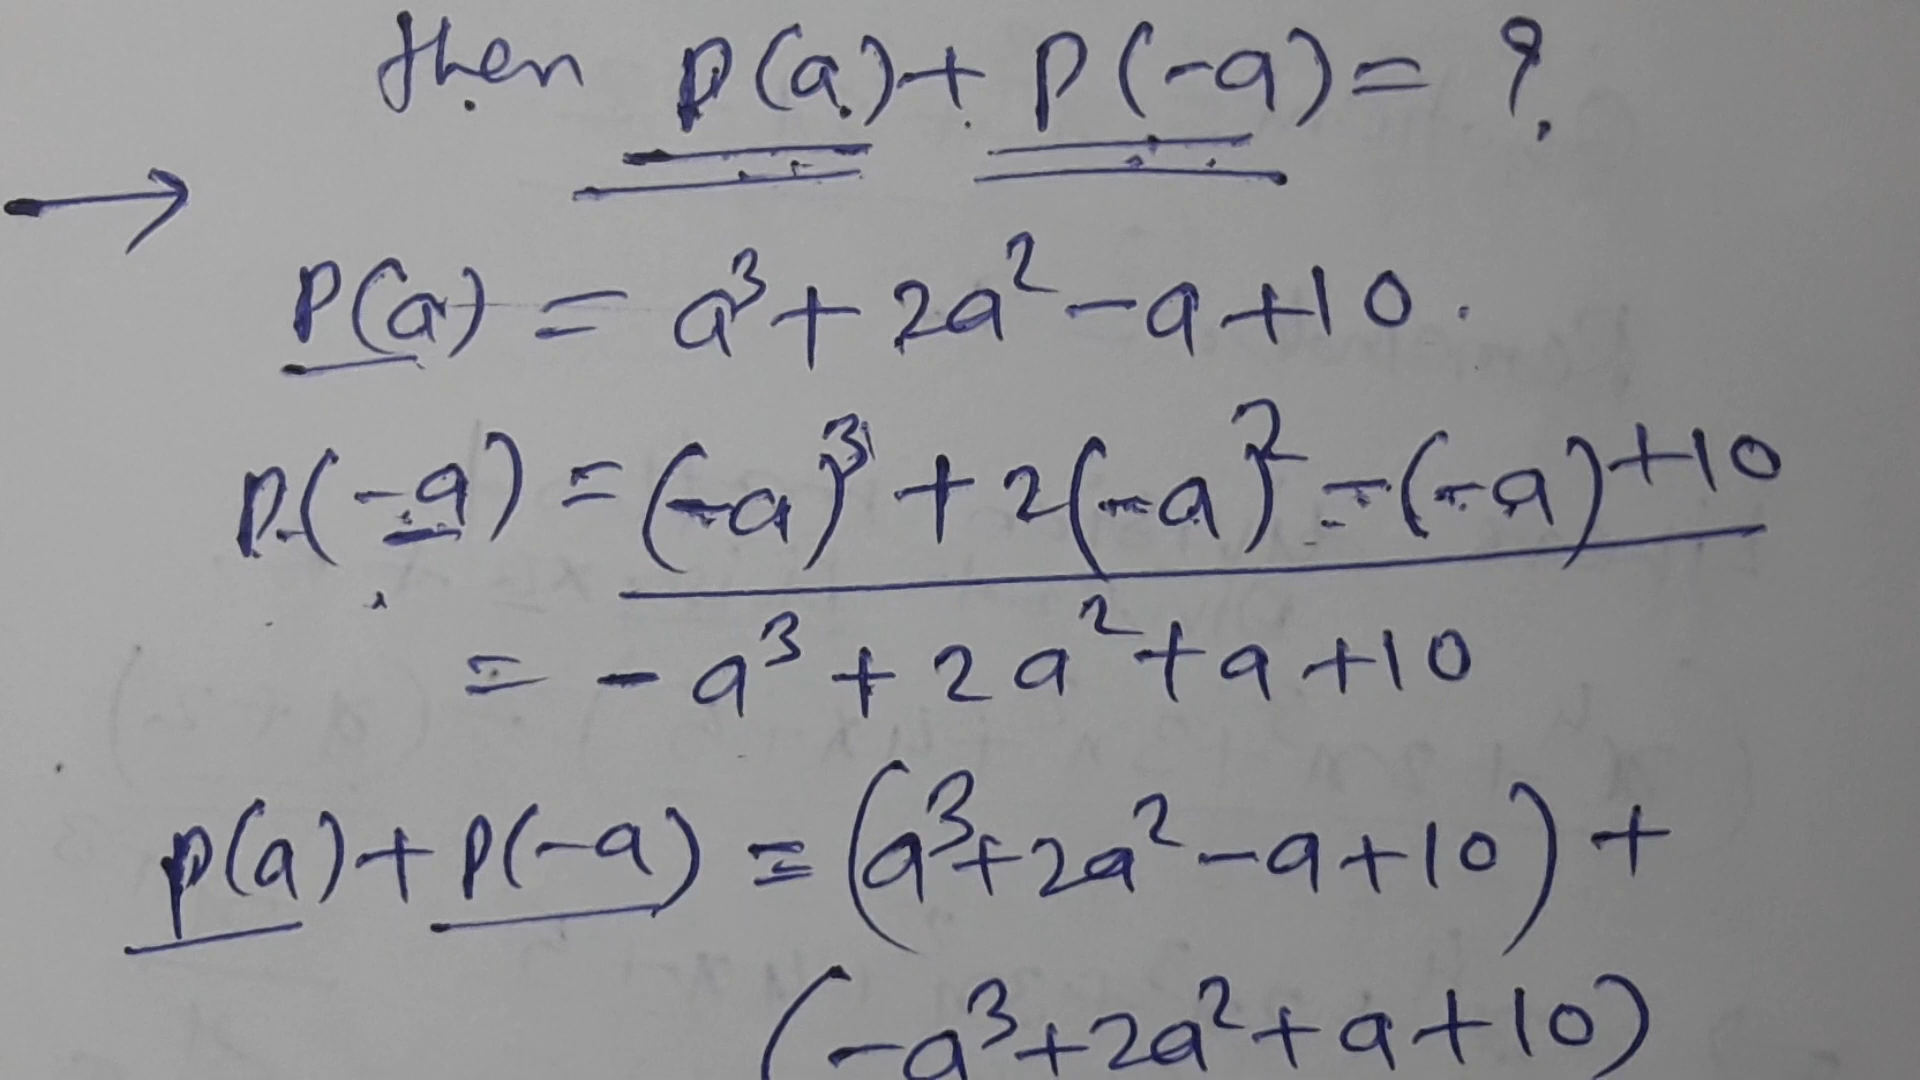 then P(a)+P(-a)= ?
→
P(a) = a³+2a²-a+10.
P(-a) = (-a)³+2(-a)²-(-a)+10
= -a³+2a²+a+10
P(a)+P(-a) = (a³+2a²-a+10) +
(-a³+2a²+a+10)